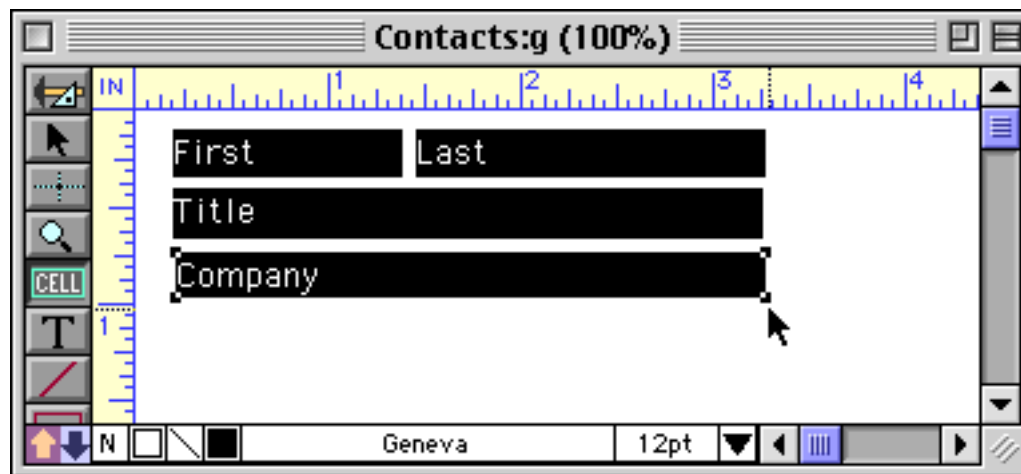 Contacts:g (100%)
IN 1 2 3 4
First Last
Title
Company
CELL
T
1
N Geneva 12pt